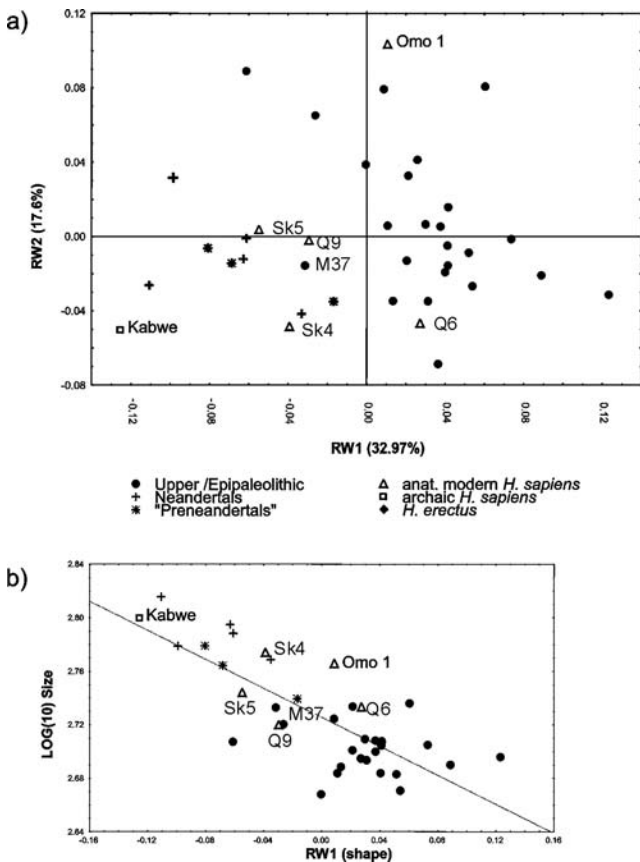 a)
0.12
Omo 1
0.08
0.04
RW2 (17.6%)
Sk5
Q9
0.00
M37
-0.04
Kabwe
Sk4
Q6
-0.08
-0.12 -0.08 -0.04 0.00 0.04 0.08 0.12
RW1 (32.97%)
Upper /Epipaleolithic anat. modern H. sapiens
Neandertals archaic H. sapiens
"Preneandertals" H. erectus
b)
2.84
2.80
Kabwe
Sk4
Omo 1
2.76
LOG(10) Size
Sk5
M37
Q6
2.72
Q9
2.68
2.64
-0.16 -0.12 -0.08 -0.04 0.00 0.04 0.08 0.12 0.16
RW1 (shape)